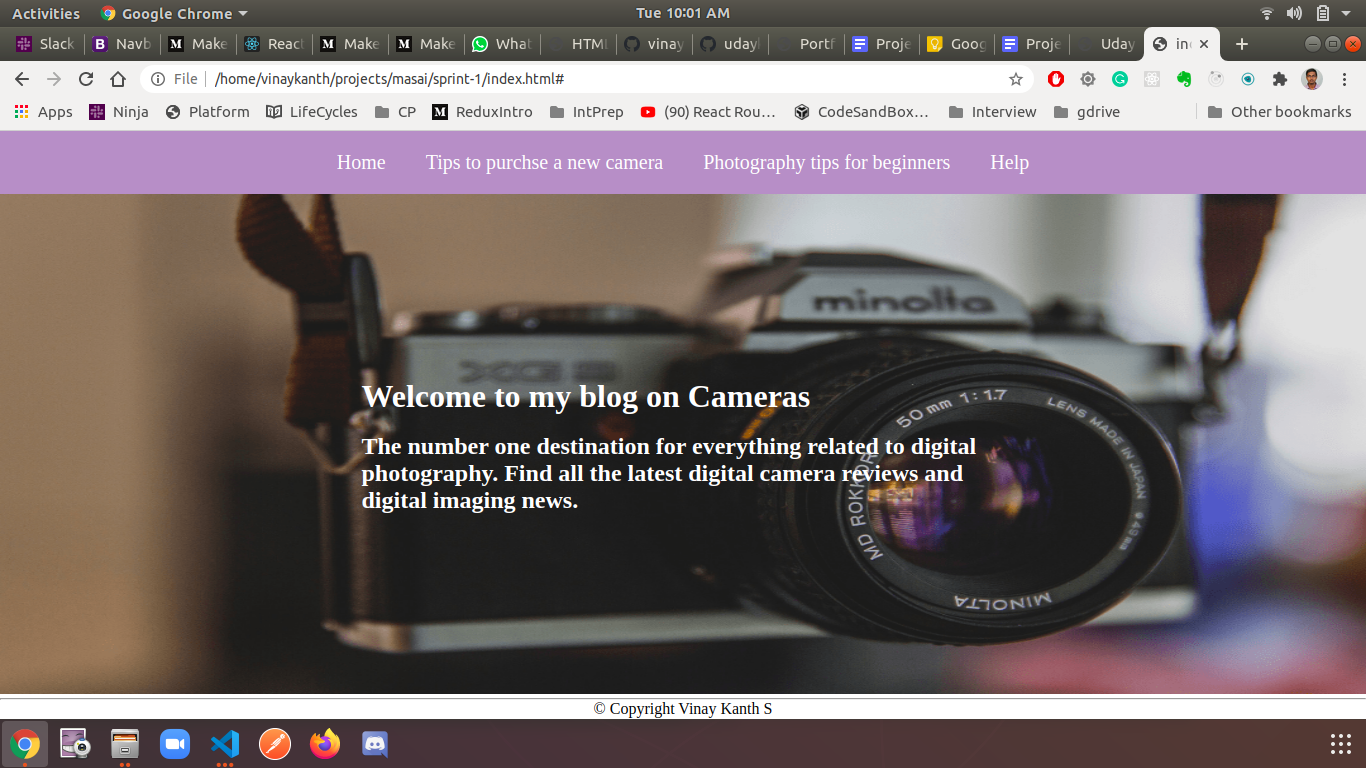 Activities
Google Chrome
Tue 10:01 AM
Slack
Navb
Make
React
Make
Make
What
HTML
vinay
uday
Portf
Proje
Goog
Proje
Uday
in
File
/home/vinaykanth/projects/masai/sprint-1/index.html#
Apps
Ninja
Platform
LifeCycles
CP
ReduxIntro
IntPrep
(90) React Rou…
CodeSandBox…
Interview
gdrive
Other bookmarks
Home
Tips to purchse a new camera
Photography tips for beginners
Help
minolta
50mm 1:1.7
LENS MADE IN JAPAN
MD ROKKOR
MINOLTA
Welcome to my blog on Cameras
The number one destination for everything related to digital
photography. Find all the latest digital camera reviews and
digital imaging news.
© Copyright Vinay Kanth S